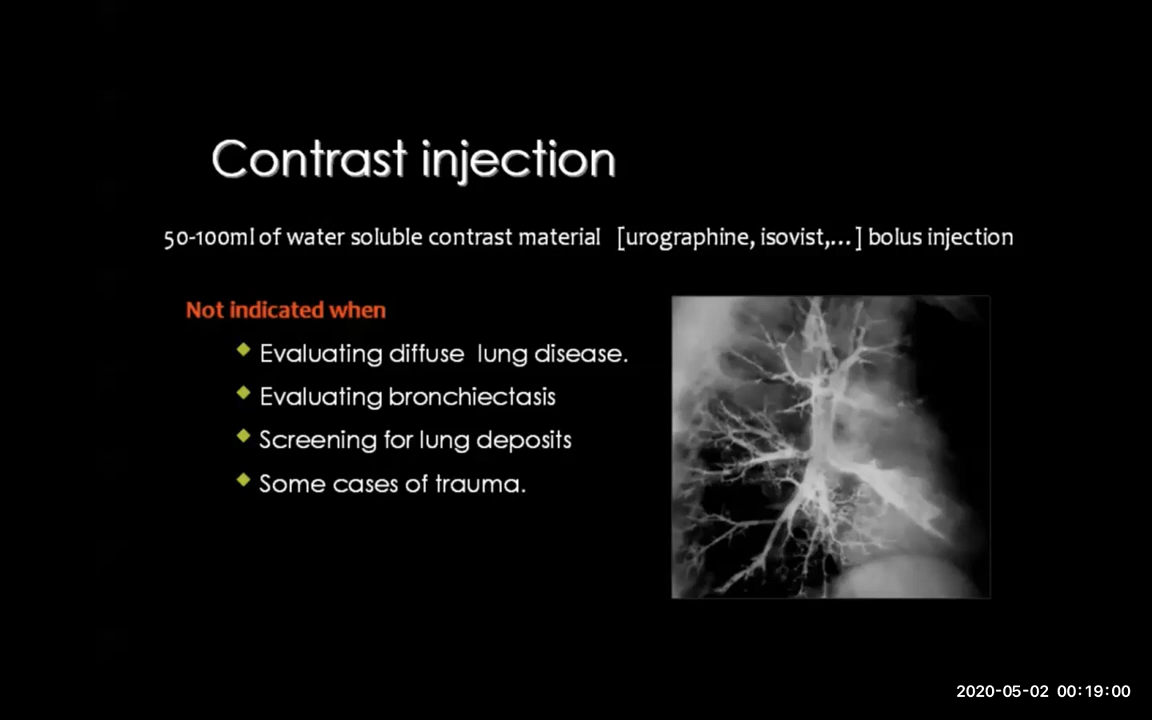 Contrast injection
50-100ml of water soluble contrast material [urographine, isovist,...] bolus injection
Not indicated when
Evaluating diffuse lung disease.
Evaluating bronchiectasis
Screening for lung deposits
Some cases of trauma.
2020-05-02 00:19:00